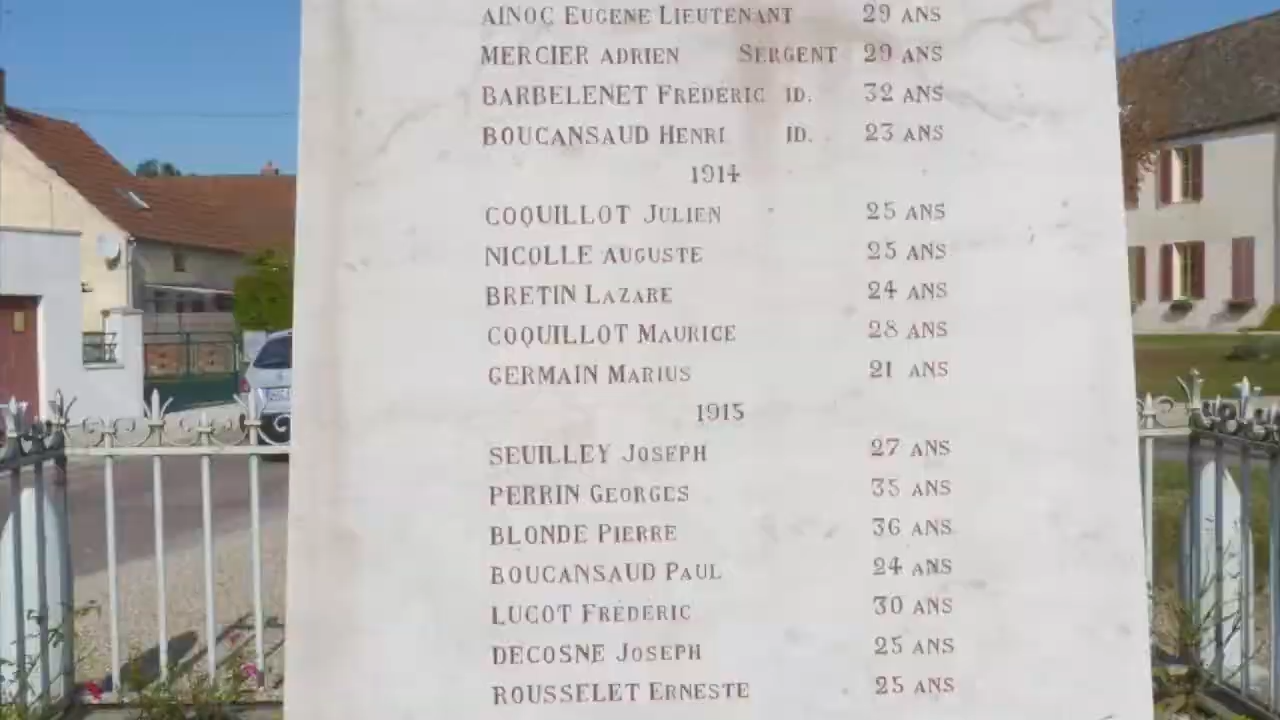 AINOC EUGENE LIEUTENANT 29 ANS
MERCIER ADRIEN SERGENT 29 ANS
BARBELENET FRÉDÉRIC ID. 32 ANS
BOUCANSAUD HENRI ID. 23 ANS
1914
COQUILLOT JULIEN 25 ANS
NICOLLE AUGUSTE 25 ANS
BRETIN LAZARE 24 ANS
COQUILLOT MAURICE 28 ANS
GERMAIN MARIUS 21 ANS
1915
SEUILLEY JOSEPH 27 ANS
PERRIN GEORGES 35 ANS
BLONDE PIERRE 36 ANS
BOUCANSAUD PAUL 24 ANS
LUCOT FRÉDÉRIC 30 ANS
DECOSNE JOSEPH 25 ANS
ROUSSELET ERNESTE 25 ANS